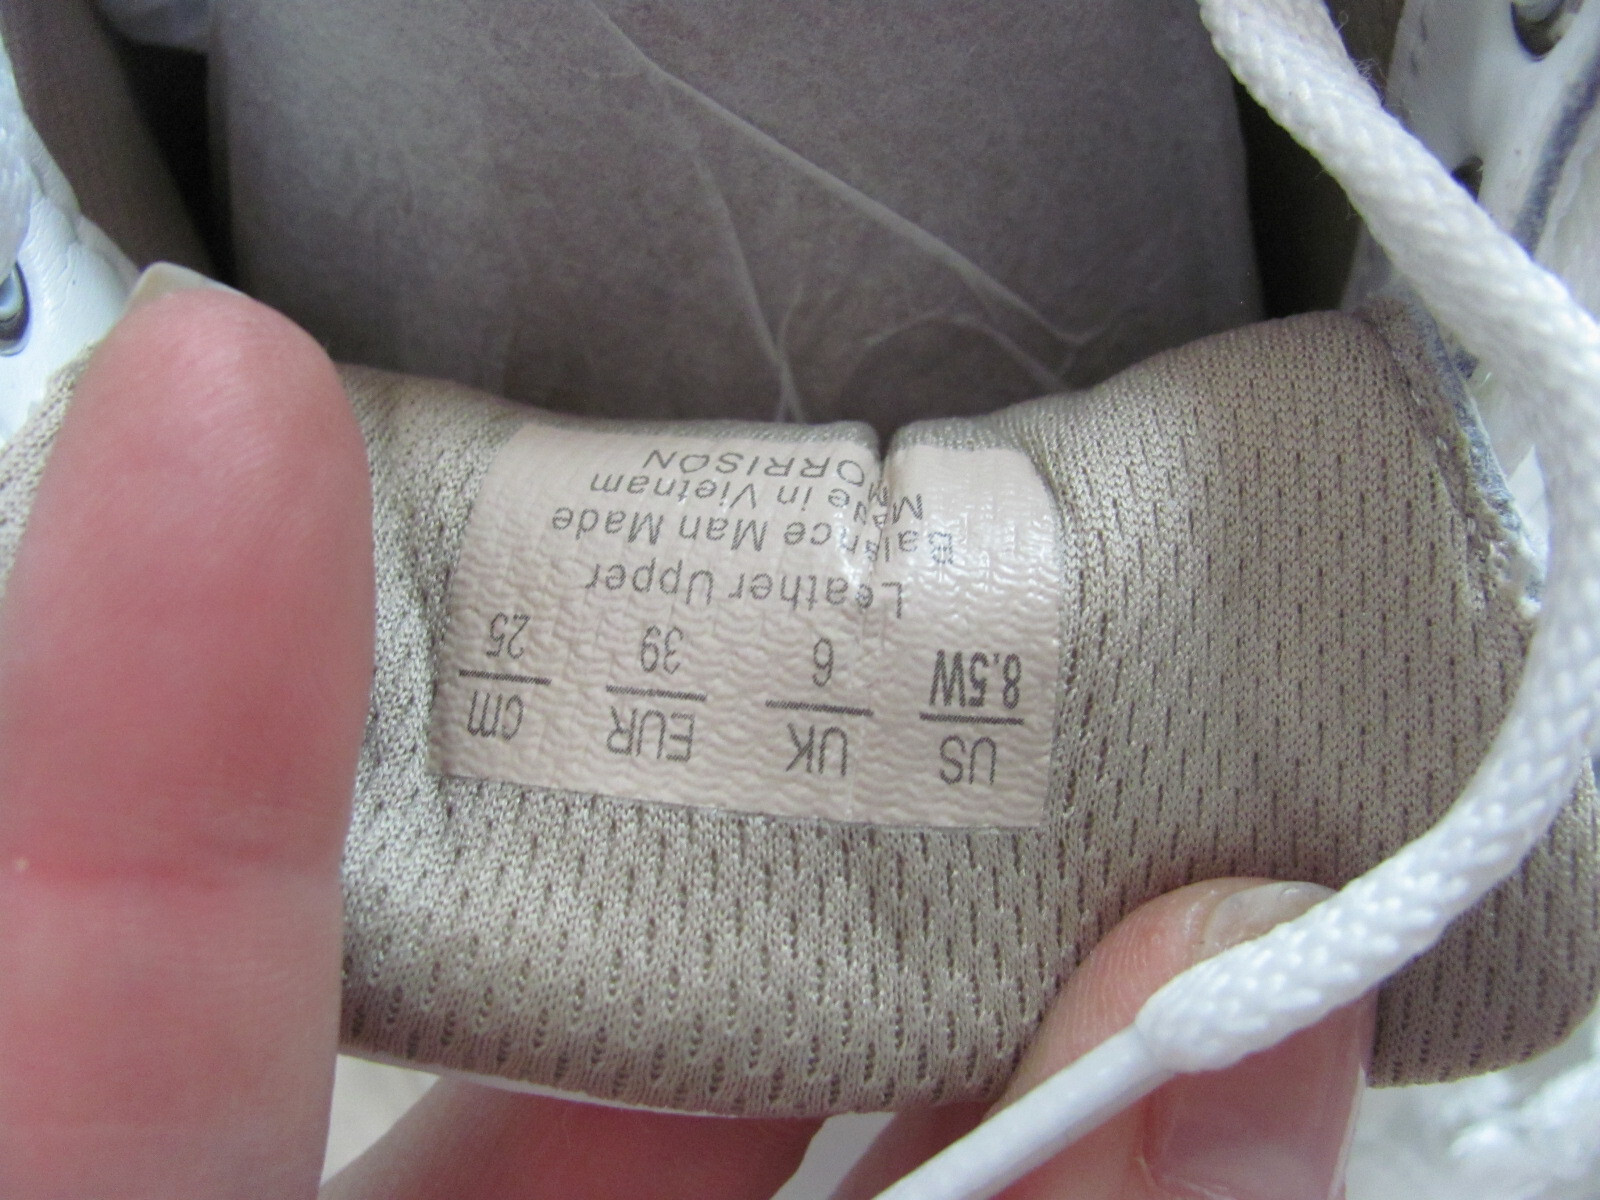 US UK EUR cm
8,5W 6 39 25
Leather Upper
Balance Man Made
Made in Vietnam
MORRISON